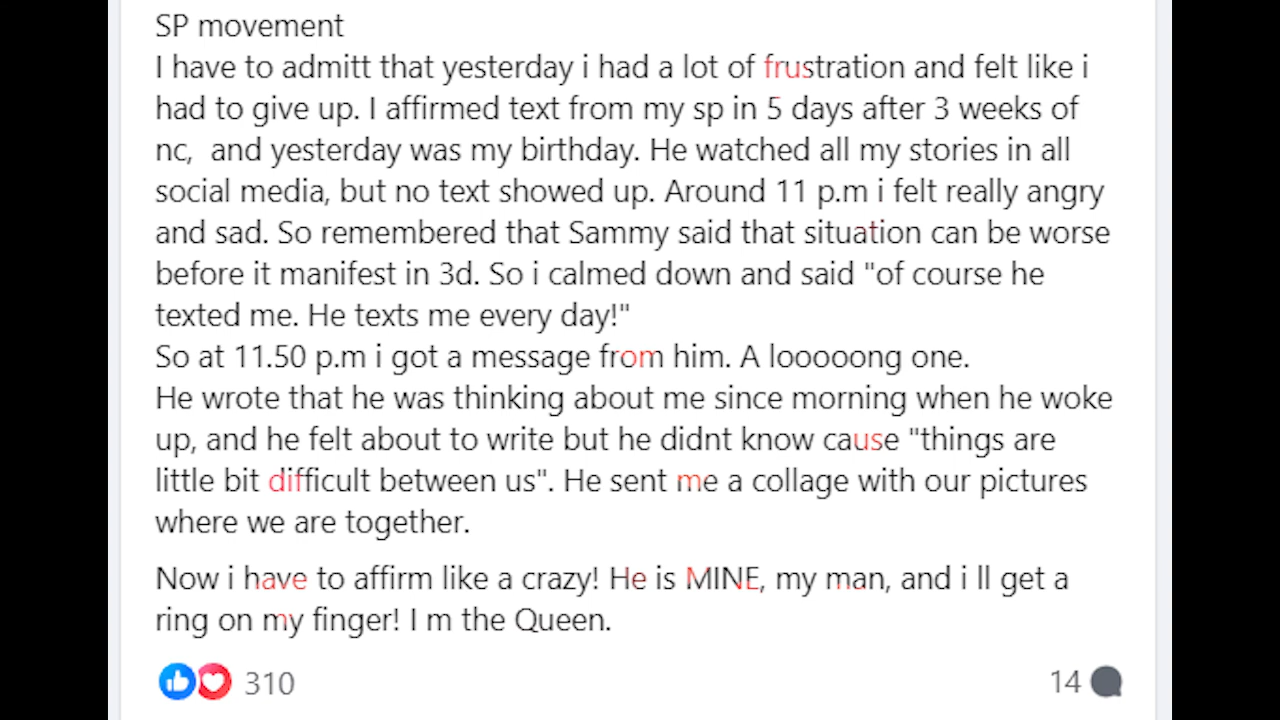 SP movement
I have to admitt that yesterday i had a lot of frustration and felt like i
had to give up. I affirmed text from my sp in 5 days after 3 weeks of
nc,  and yesterday was my birthday. He watched all my stories in all
social media, but no text showed up. Around 11 p.m i felt really angry
and sad. So remembered that Sammy said that situation can be worse
before it manifest in 3d. So i calmed down and said "of course he
texted me. He texts me every day!"
So at 11.50 p.m i got a message from him. A looooong one.
He wrote that he was thinking about me since morning when he woke
up, and he felt about to write but he didnt know cause "things are
little bit difficult between us". He sent me a collage with our pictures
where we are together.
Now i have to affirm like a crazy! He is MINE, my man, and i ll get a
ring on my finger! I m the Queen.
310
14